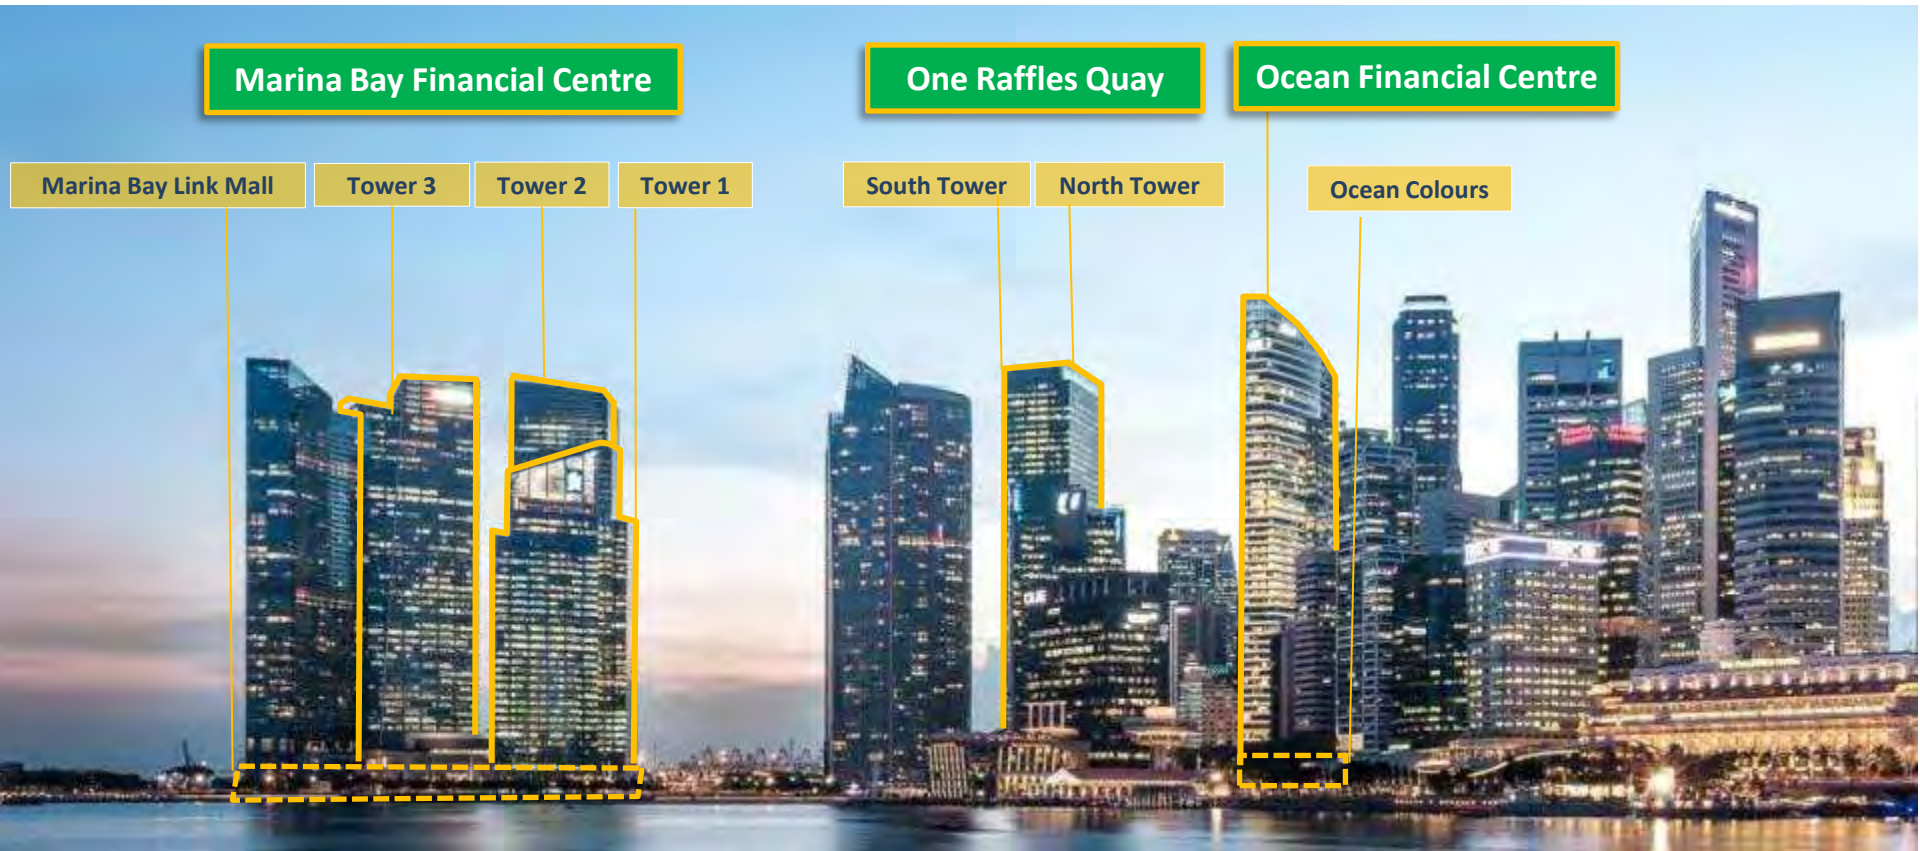 Marina Bay Financial Centre
One Raffles Quay
Ocean Financial Centre
Marina Bay Link Mall
Tower 3
Tower 2
Tower 1
South Tower
North Tower
Ocean Colours
OUE